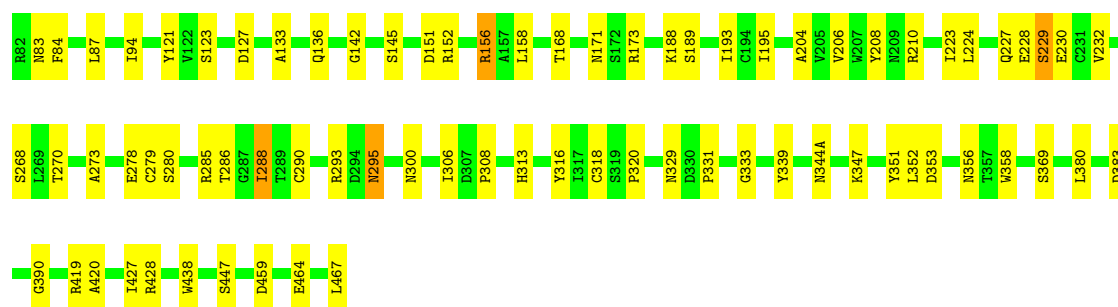 R82 N83 F84 L87 I94 Y121 V122 S123 D127 A133 Q136 G142 S145 D151 R152 R156 A157 L158 T168 N171 S172 R173 K188 S189 I193 C194 I195 A204 V205 V206 W207 Y208 N209 R210 I223 L224 Q227 E228 S229 E230 C231 V232
S268 L269 T270 A273 E278 C279 S280 R285 T286 G287 I288 T289 C290 R293 D294 N295 N300 I306 D307 P308 H313 Y316 I317 C318 S319 P320 N329 D330 P331 G333 Y339 N344A K347 Y351 L352 D353 N356 T357 W358 S369 L380
G390 R419 A420 I427 R428 W438 S447 D459 E464 L467